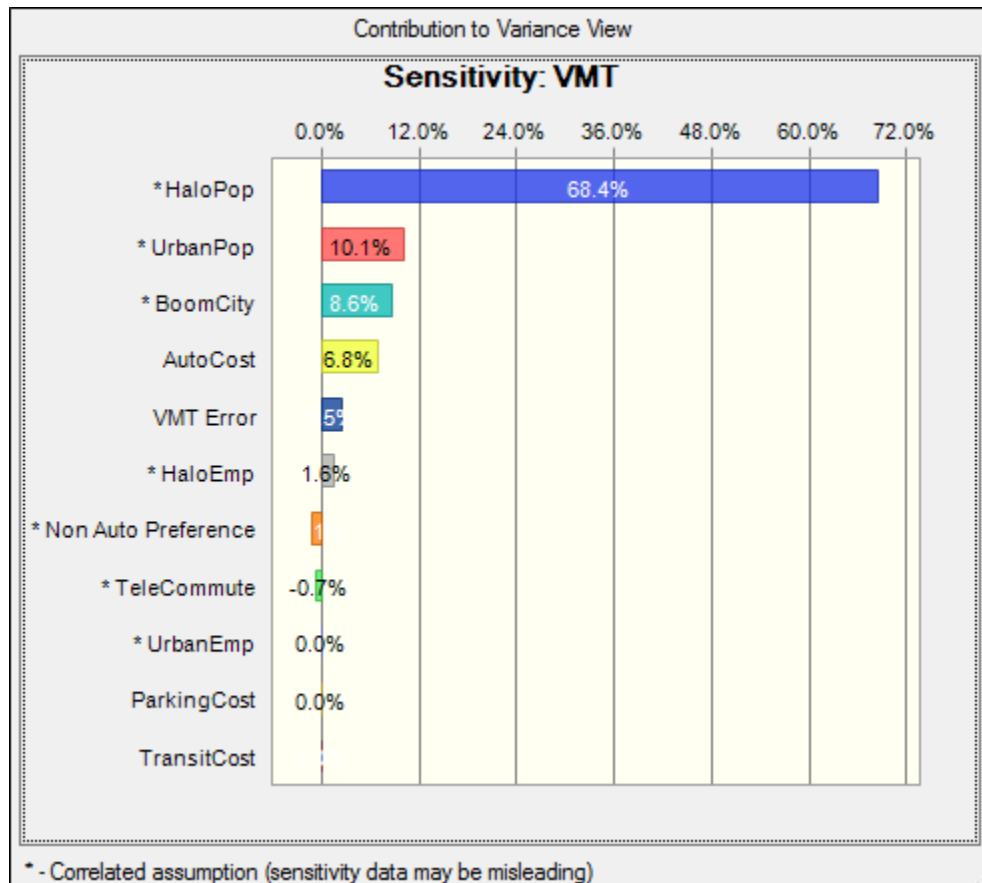 Contribution to Variance View
Sensitivity: VMT
0.0% 12.0% 24.0% 36.0% 48.0% 60.0% 72.0%
*HaloPop 68.4%
* UrbanPop 10.1%
* BoomCity 8.6%
AutoCost 6.8%
VMT Error 5%
* HaloEmp 1.6%
* Non Auto Preference 1
* TeleCommute -0.7%
* UrbanEmp 0.0%
ParkingCost 0.0%
TransitCost
* - Correlated assumption (sensitivity data may be misleading)